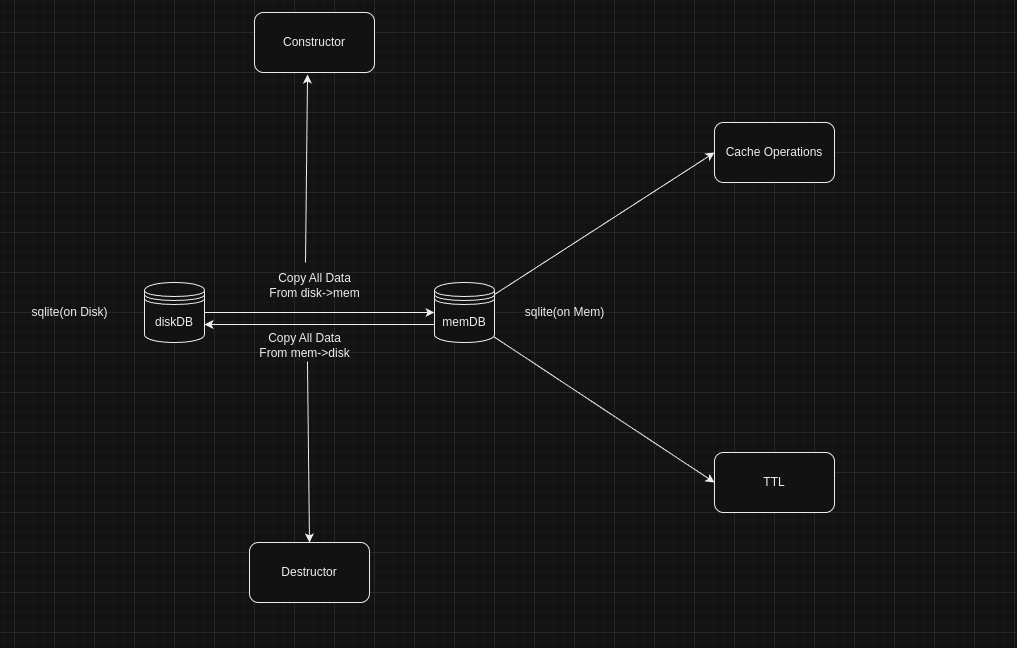 Constructor
Cache Operations
Copy All Data
From disk->mem
sqlite(on Disk)
diskDB
memDB
sqlite(on Mem)
Copy All Data
From mem->disk
TTL
Destructor